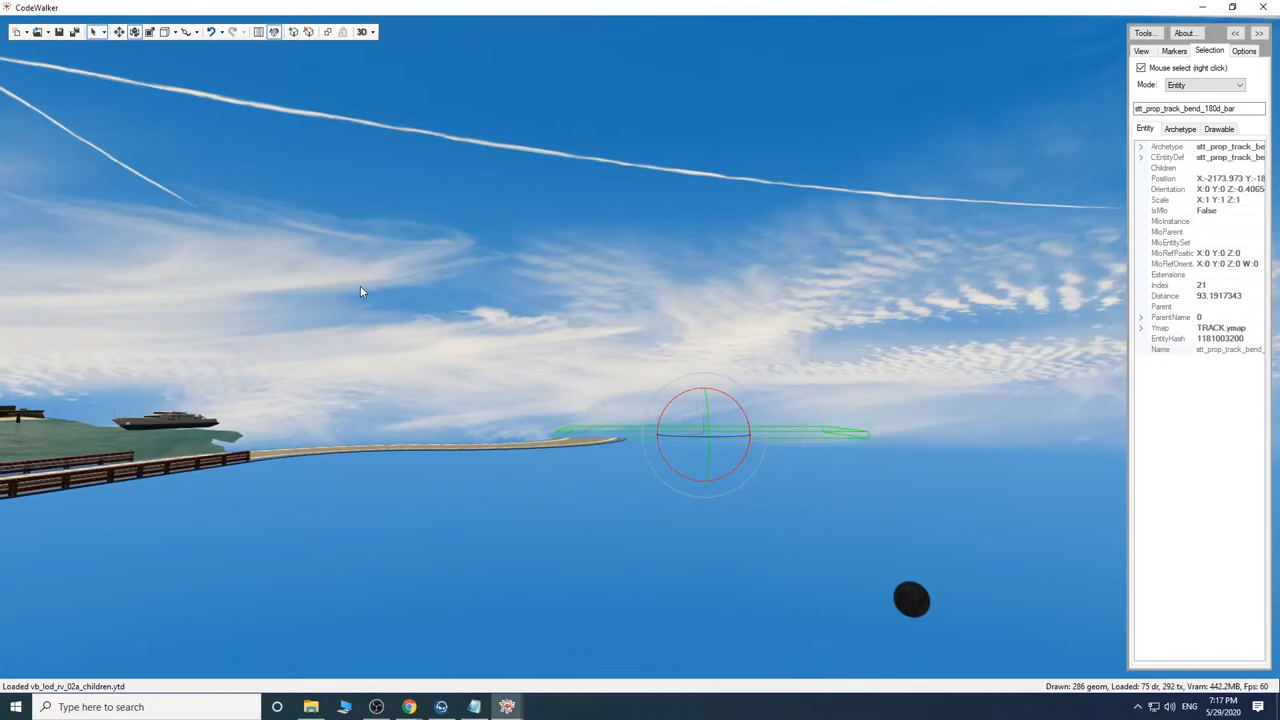 CodeWalker
3D
Tools...
About...
<<
>>
View
Markers
Selection
Options
Mouse select (right click)
Mode:
Entity
stt_prop_track_bend_180d_bar
Entity
Archetype
Drawable
Archetype stt_prop_track_be
CEntityDef stt_prop_track_be
Children
Position X:-2173.973 Y:-18
Orientation X:0 Y:0 Z:-0.4065
Scale X:1 Y:1 Z:1
IsMlo False
MloInstance
MloParent
MloEntitySet
MloRefPositic X:0 Y:0 Z:0
MloRefOrient: X:0 Y:0 Z:0 W:0
Extensions
Index 21
Distance 93.1917343
Parent
ParentName 0
Ymap TRACK.ymap
EntityHash 1181003200
Name stt_prop_track_bend_
Loaded vb_lod_rv_02a_children.ytd
Drawn: 286 geom, Loaded: 75 dr, 292 tx, Vram: 442.2MB, Fps: 60
Type here to search
ENG
7:17 PM
5/29/2020